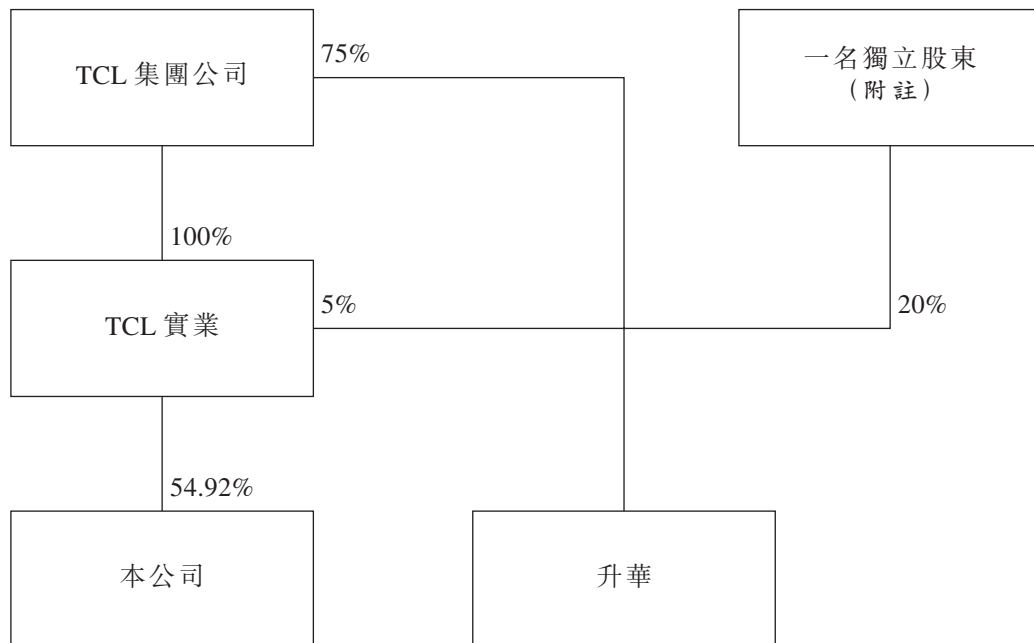 TCL 集團公司
75%
一名獨立股東
（附註）
100%
TCL 實業
5%
20%
54.92%
本公司
升華